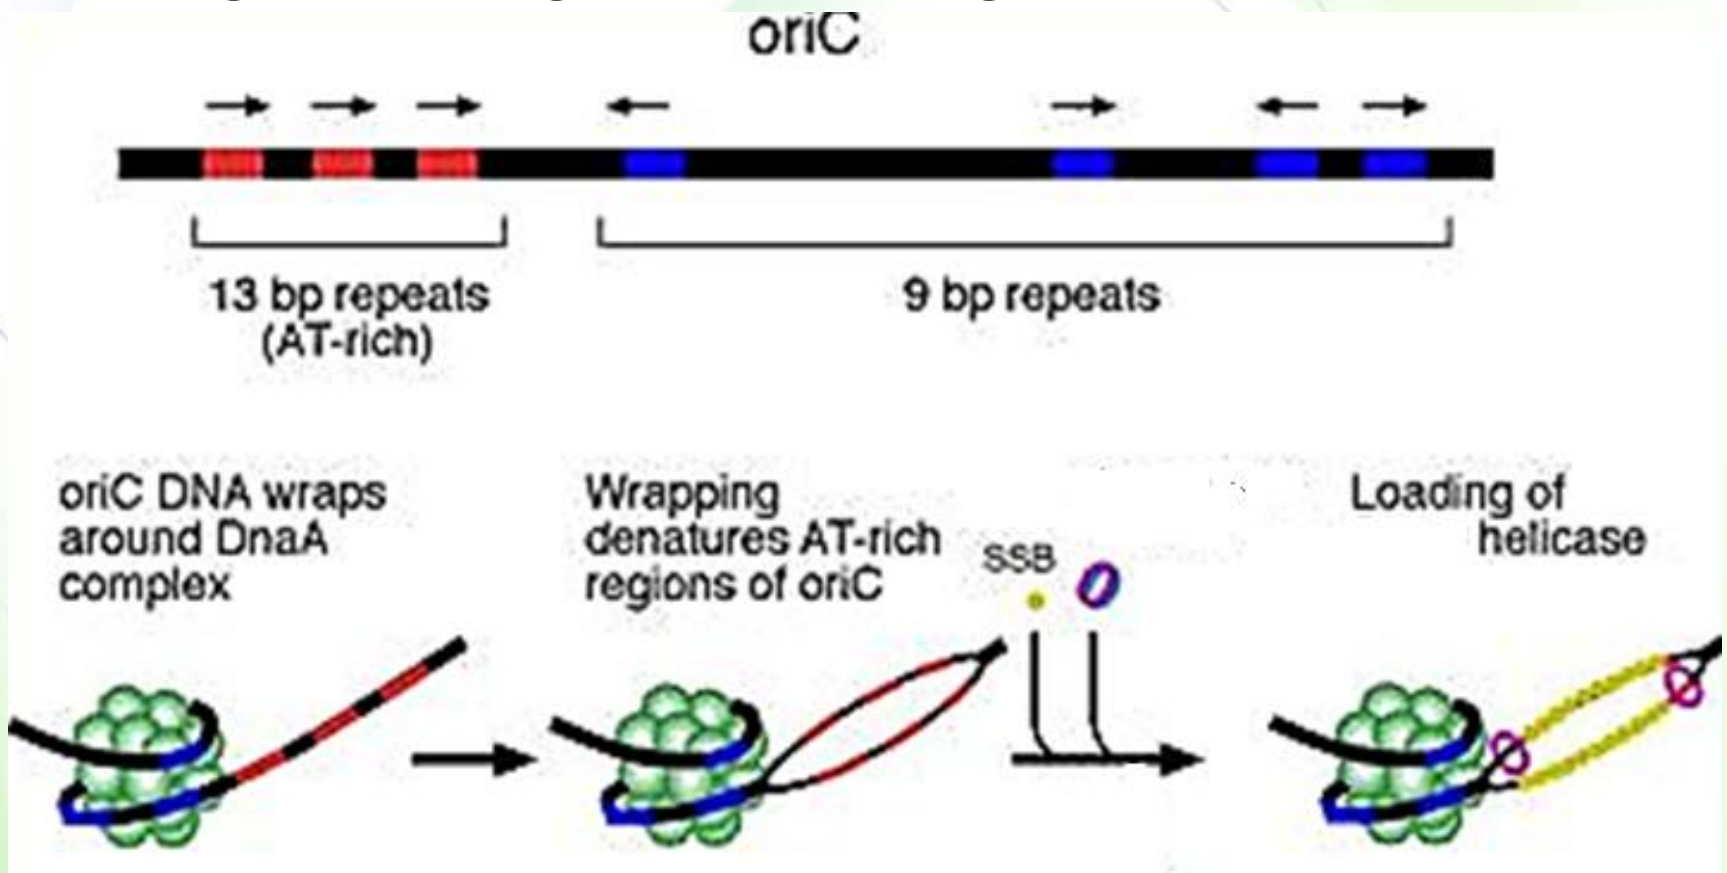 oriC
13 bp repeats
(AT-rich)
9 bp repeats
oriC DNA wraps
around DnaA
complex
Wrapping
denatures AT-rich
regions of oriC
SSB
Loading of
helicase